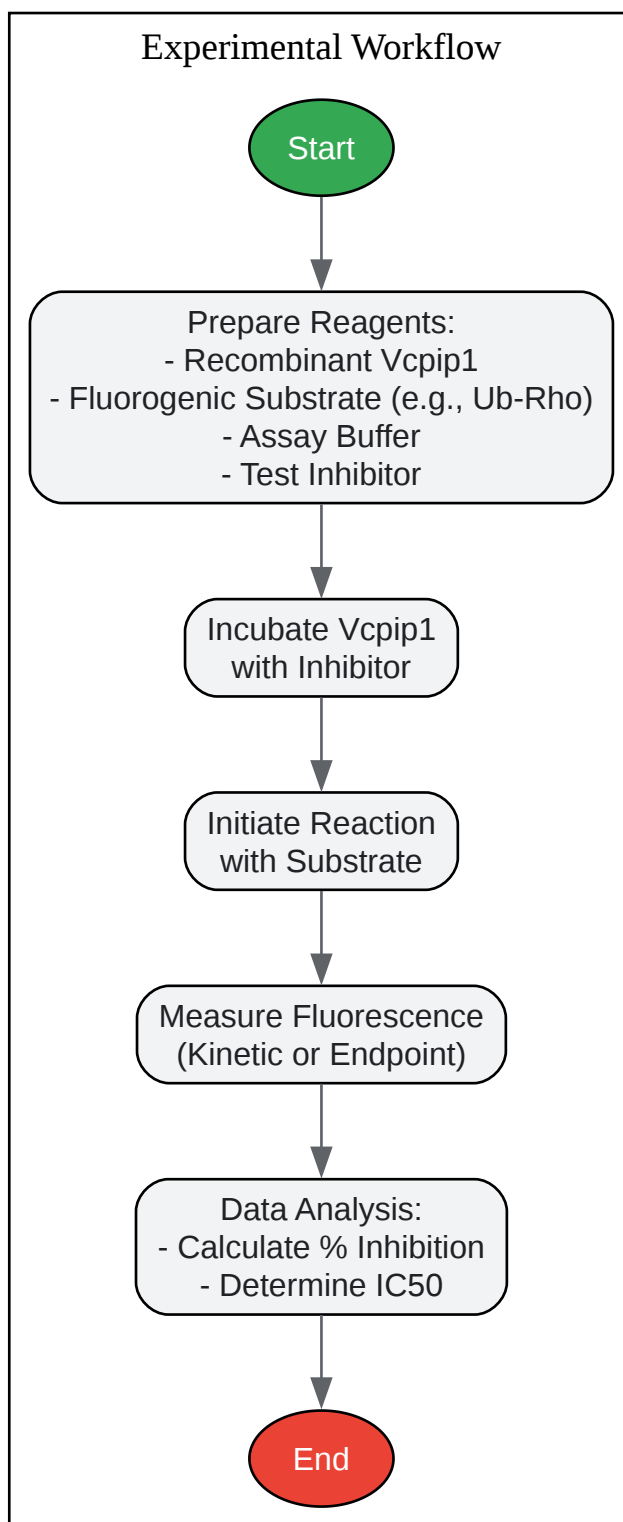 Experimental Workflow
Start
Prepare Reagents:
- Recombinant Vcpip1
- Fluorogenic Substrate (e.g., Ub-Rho)
- Assay Buffer
- Test Inhibitor
Incubate Vcpip1
with Inhibitor
Initiate Reaction
with Substrate
Measure Fluorescence
(Kinetic or Endpoint)
Data Analysis:
- Calculate % Inhibition
- Determine IC50
End